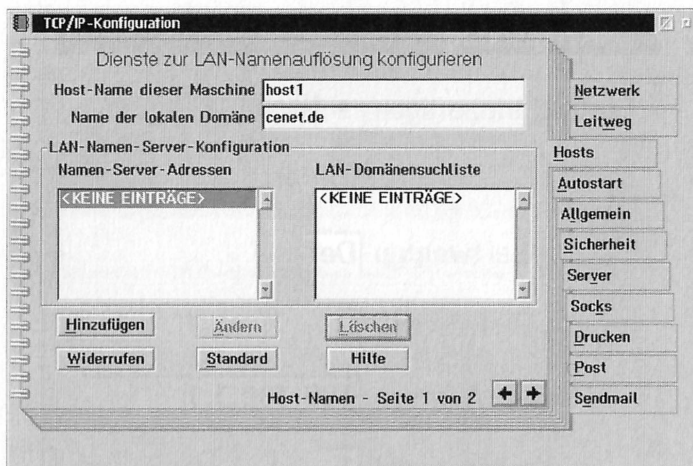 TCP/IP-Konfiguration
Dienste zur LAN-Namenauflösung konfigurieren
Host-Name dieser Maschine host1
Name der lokalen Domäne cenet.de
LAN-Namen-Server-Konfiguration
Namen-Server-Adressen
<KEINE EINTRÄGE>
LAN-Domänensuchliste
<KEINE EINTRÄGE>
Hinzufügen Ändern Löschen
Widerrufen Standard Hilfe
Host-Namen - Seite 1 von 2
Netzwerk
Leitweg
Hosts
Autostart
Allgemein
Sicherheit
Server
Socks
Drucken
Post
Sendmail